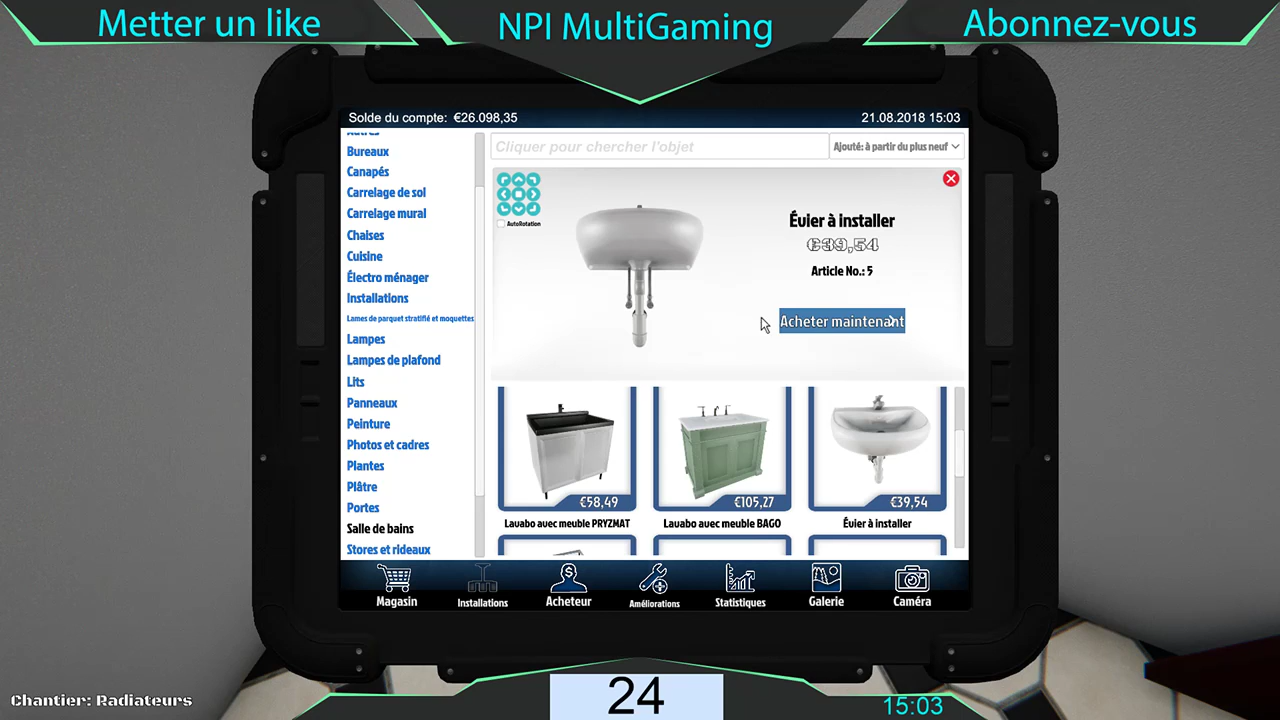 Metter un like
NPI MultiGaming
Abonnez-vous
Solde du compte: €26.098,35
21.08.2018 15:03
Autres
Bureaux
Canapés
Carrelage de sol
Carrelage mural
Chaises
Cuisine
Électro ménager
Installations
Lames de parquet stratifié et moquettes
Lampes
Lampes de plafond
Lits
Panneaux
Peinture
Photos et cadres
Plantes
Plâtre
Portes
Salle de bains
Stores et rideaux
Cliquer pour chercher l'objet
Ajouté: à partir du plus neuf
AutoRotation
Évier à installer
€39,54
Article No.: 5
Acheter maintenant
€58,49
€105,27
€39,54
Lavabo avec meuble PRYZMAT
Lavabo avec meuble BAGO
Évier à installer
Magasin
Installations
Acheteur
Améliorations
Statistiques
Galerie
Caméra
Chantier: Radiateurs
24
15:03